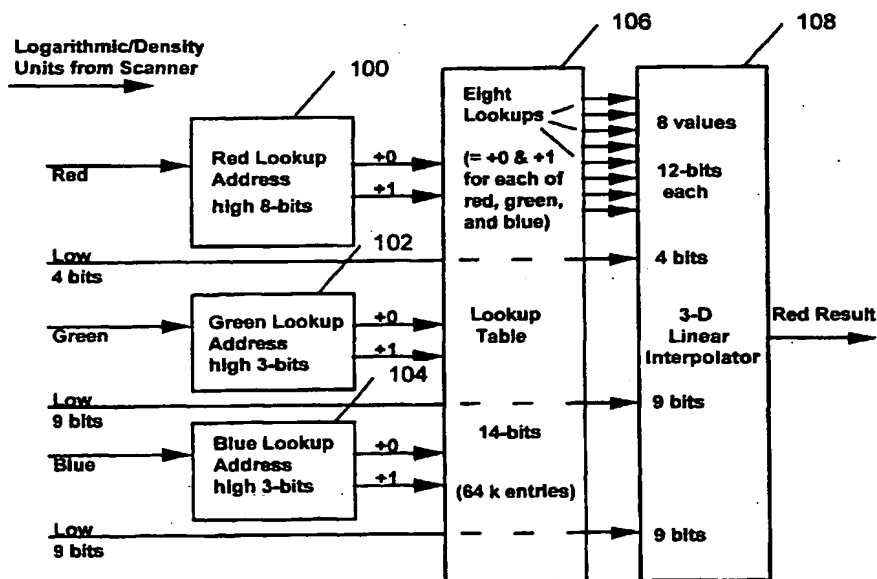 106
108
Logarithmic/Density
Units from Scanner
100
Eight
Lookups
8 values
Red Lookup
Address
high 8-bits
+0
+1
Red
(= +0 & +1
for each of
red, green,
and blue)
12-bits
each
Low
4 bits
102
4 bits
Green Lookup
Address
high 3-bits
+0
+1
Green
Lookup
Table
3-D
Linear
Interpolator
Red Result
104
Low
9 bits
9 bits
Blue Lookup
Address
high 3-bits
+0
+1
Blue
14-bits
(64 k entries)
Low
9 bits
9 bits